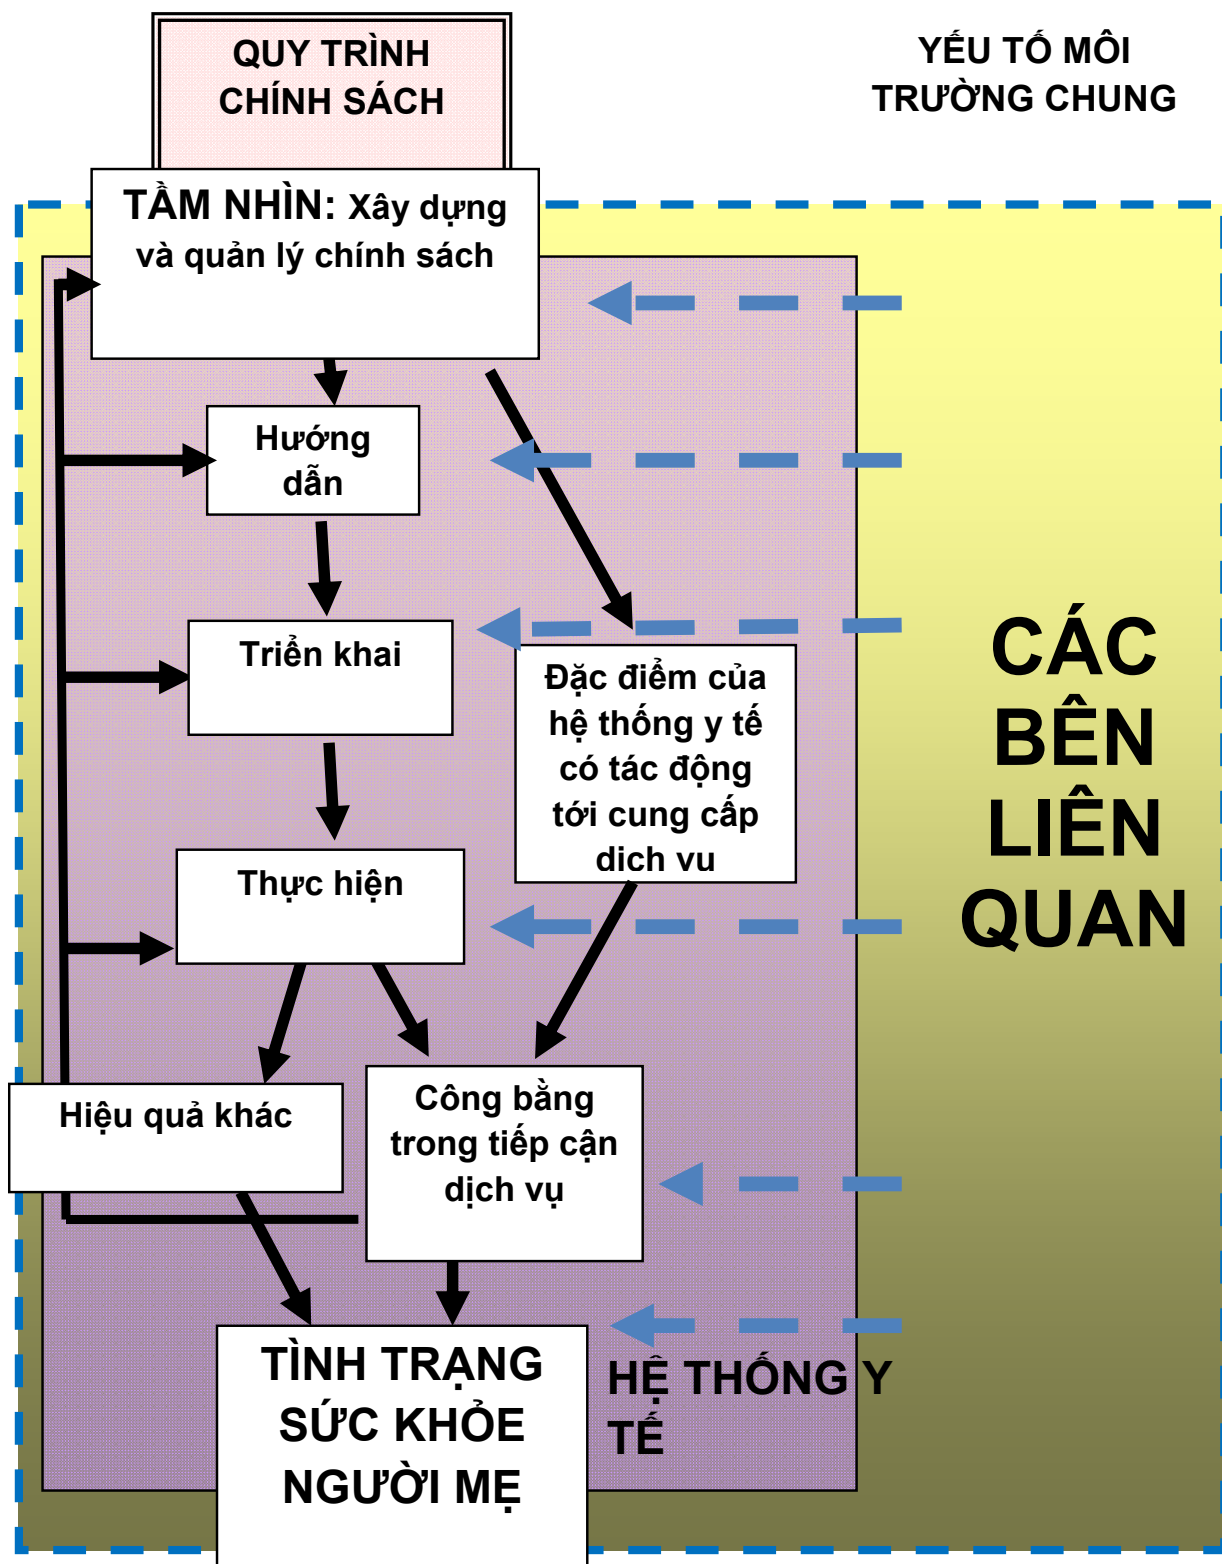 QUY TRÌNH
CHÍNH SÁCH
YẾU TỐ MÔI
TRƯỜNG CHUNG
TẦM NHÌN: Xây dựng
và quản lý chính sách
Hướng
dẫn
Triển khai
Đặc điểm của
hệ thống y tế
có tác động
tới cung cấp
dich vu
CÁC
BÊN
LIÊN
QUAN
Thực hiện
Hiệu quả khác
Công bằng
trong tiếp cận
dịch vụ
TÌNH TRẠNG
SỨC KHỎE
NGƯỜI MẸ
HỆ THỐNG Y
TẾ